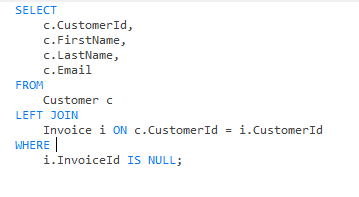 SELECT
    c.CustomerId,
    c.FirstName,
    c.LastName,
    c.Email
FROM
    Customer c
LEFT JOIN
    Invoice i ON c.CustomerId = i.CustomerId
WHERE
    i.InvoiceId IS NULL;